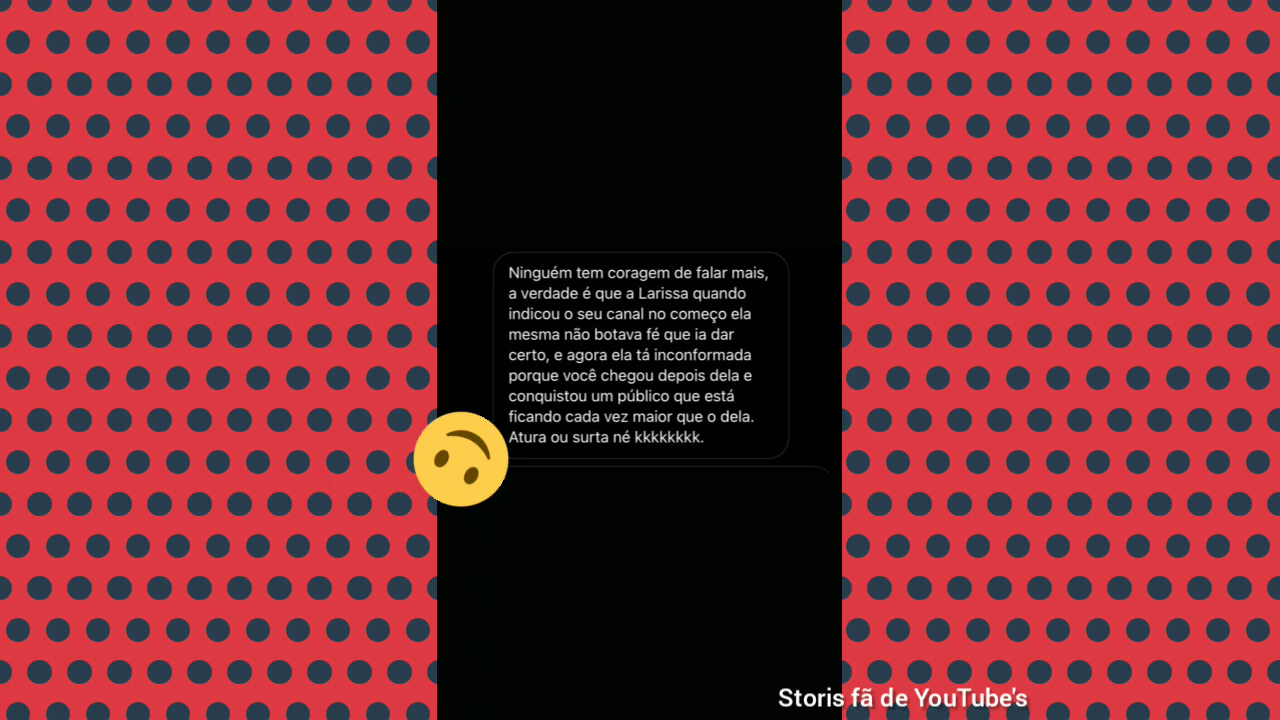 Ninguém tem coragem de falar mais,
a verdade é que a Larissa quando
indicou o seu canal no começo ela
mesma não botava fé que ia dar
certo, e agora ela tá inconformada
porque você chegou depois dela e
conquistou um público que está
ficando cada vez maior que o dela.
Atura ou surta né kkkkkkkk.
Storis fã de YouTube's